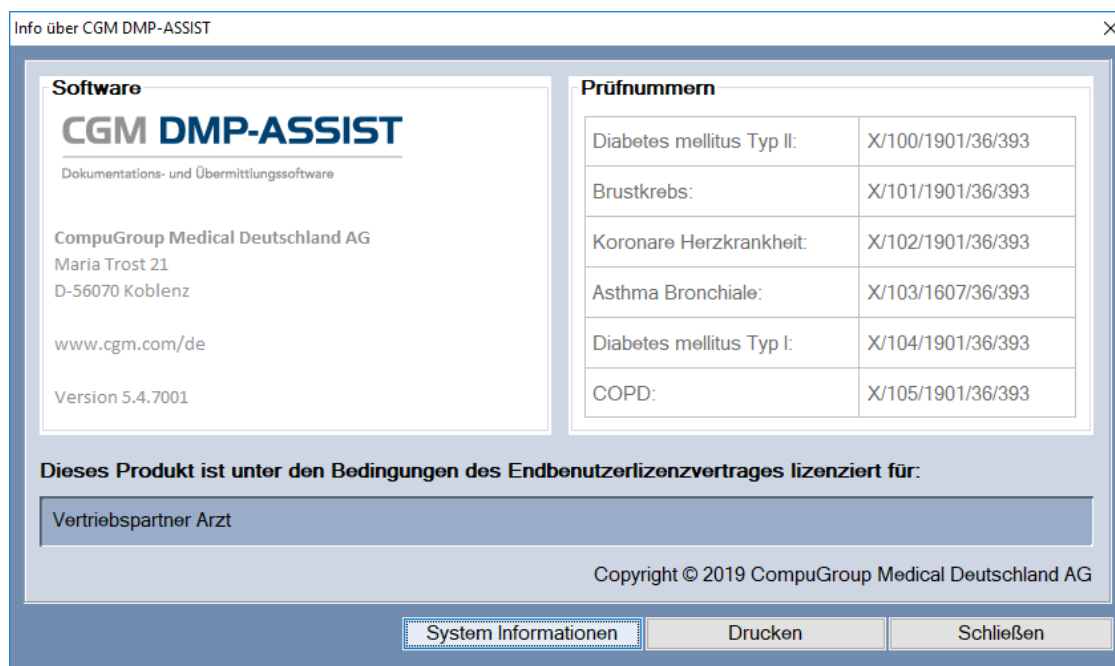 Info über CGM DMP-ASSIST
Software
CGM DMP-ASSIST
Dokumentations- und Übermittlungssoftware
CompuGroup Medical Deutschland AG
Maria Trost 21
D-56070 Koblenz
www.cgm.com/de
Version 5.4.7001
Prüfnummern
Diabetes mellitus Typ II: X/100/1901/36/393
Brustkrebs: X/101/1901/36/393
Koronare Herzkrankheit: X/102/1901/36/393
Asthma Bronchiale: X/103/1607/36/393
Diabetes mellitus Typ I: X/104/1901/36/393
COPD: X/105/1901/36/393
Dieses Produkt ist unter den Bedingungen des Endbenutzerlizenzvertrages lizenziert für:
Vertriebspartner Arzt
Copyright © 2019 CompuGroup Medical Deutschland AG
System Informationen Drucken Schließen